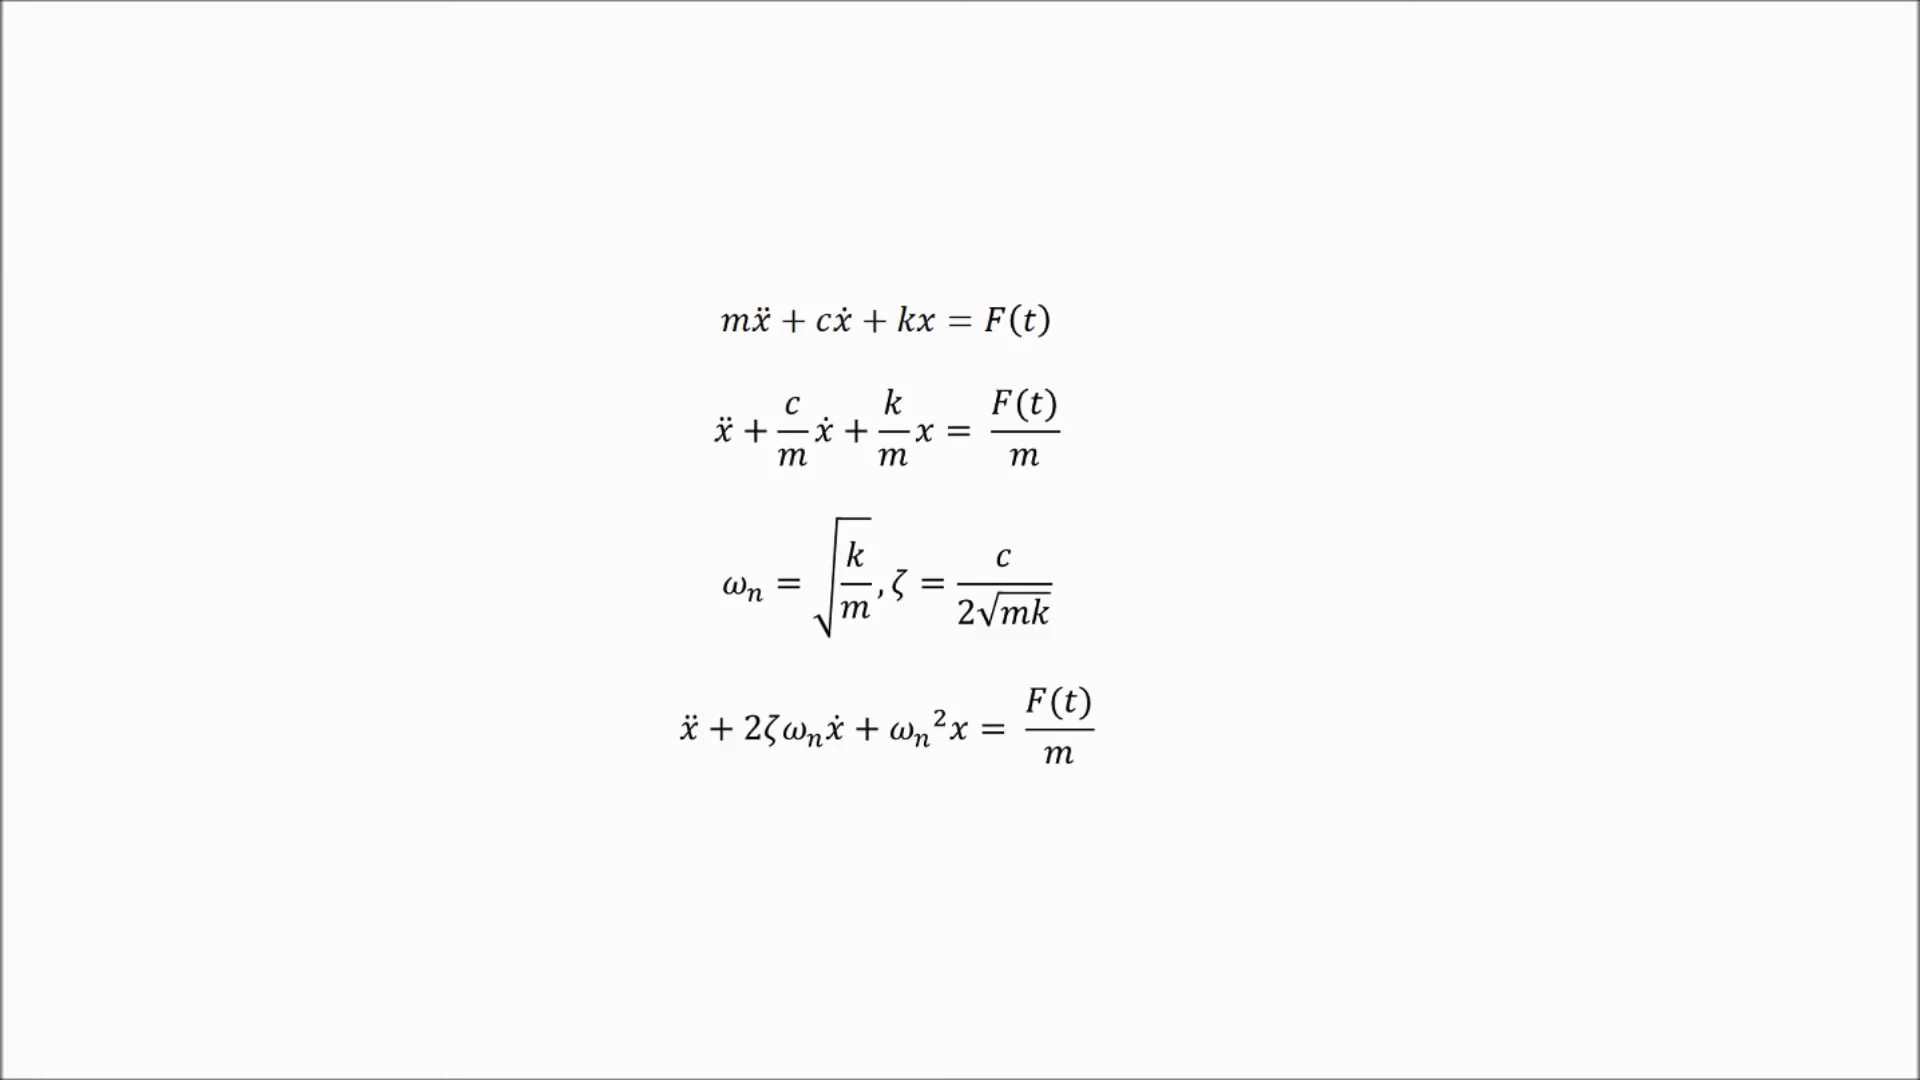 mẍ + cẋ + kx = F(t)
ẍ + c/m ẋ + k/m x = F(t)/m
ωₙ = √(k/m), ζ = c/(2√(mk))
ẍ + 2ζωₙẋ + ωₙ²x = F(t)/m